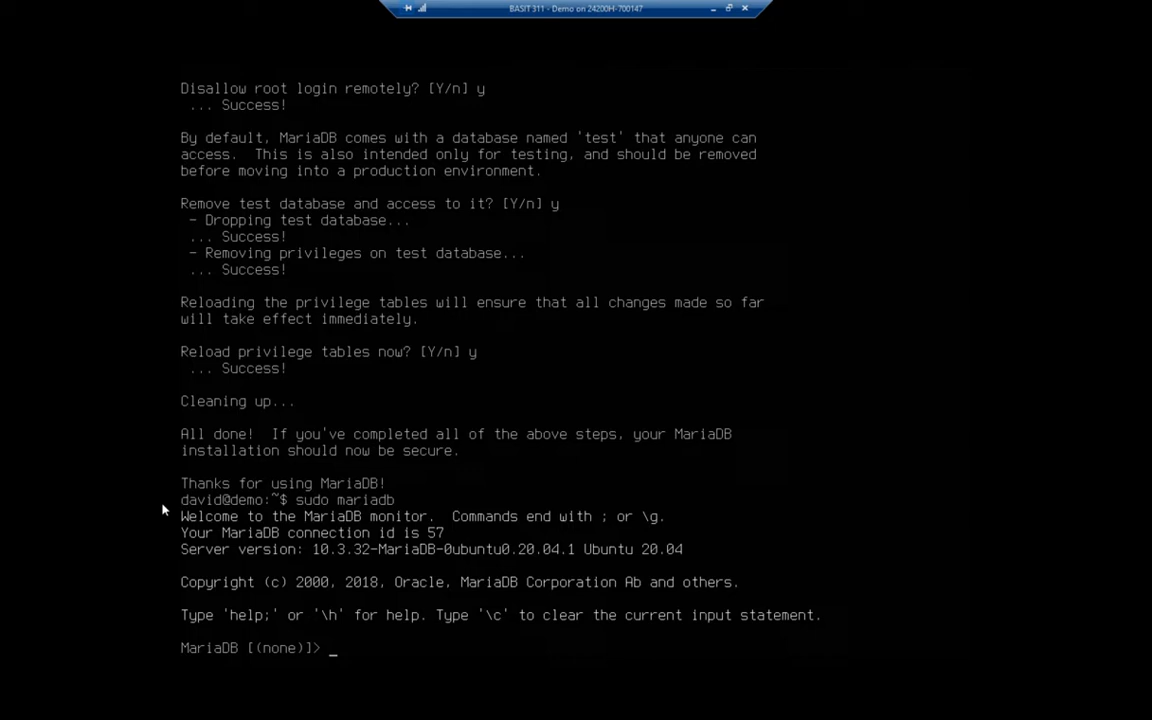 BASIT 311 - Demo on 24200H-700147
Disallow root login remotely? [Y/n] y
... Success!
By default, MariaDB comes with a database named 'test' that anyone can
access.  This is also intended only for testing, and should be removed
before moving into a production environment.
Remove test database and access to it? [Y/n] y
- Dropping test database...
... Success!
- Removing privileges on test database...
... Success!
Reloading the privilege tables will ensure that all changes made so far
will take effect immediately.
Reload privilege tables now? [Y/n] y
... Success!
Cleaning up...
All done!  If you've completed all of the above steps, your MariaDB
installation should now be secure.
Thanks for using MariaDB!
david@demo:~$ sudo mariadb
Welcome to the MariaDB monitor.  Commands end with ; or \g.
Your MariaDB connection id is 57
Server version: 10.3.32-MariaDB-0ubuntu0.20.04.1 Ubuntu 20.04
Copyright (c) 2000, 2018, Oracle, MariaDB Corporation Ab and others.
Type 'help;' or '\h' for help. Type '\c' to clear the current input statement.
MariaDB [(none)]> _